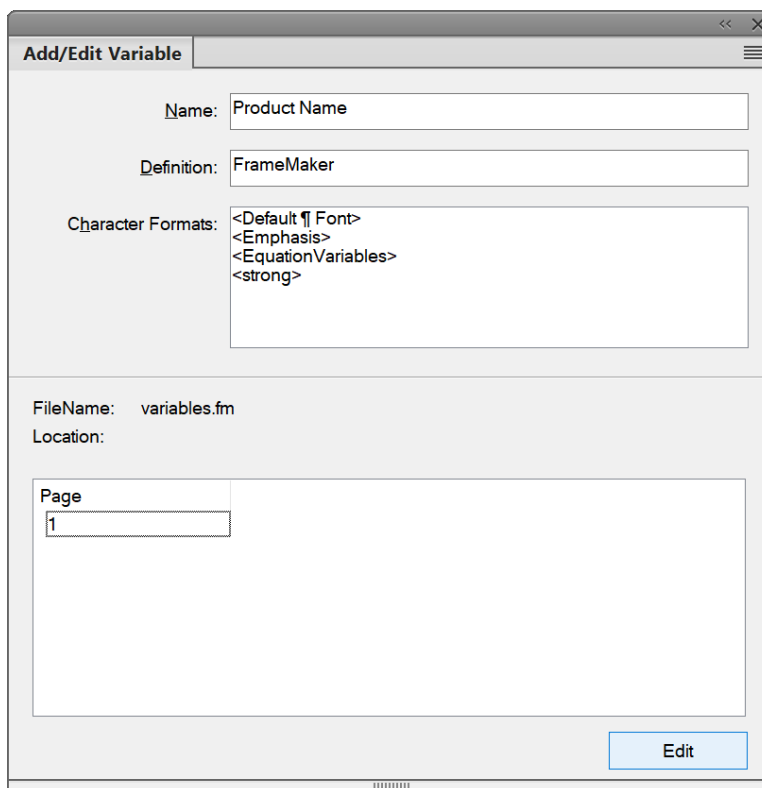 Add/Edit Variable
Name: Product Name
Definition: FrameMaker
Character Formats: <Default ¶ Font>
<Emphasis>
<EquationVariables>
<strong>
FileName: variables.fm
Location:
Page
1
Edit